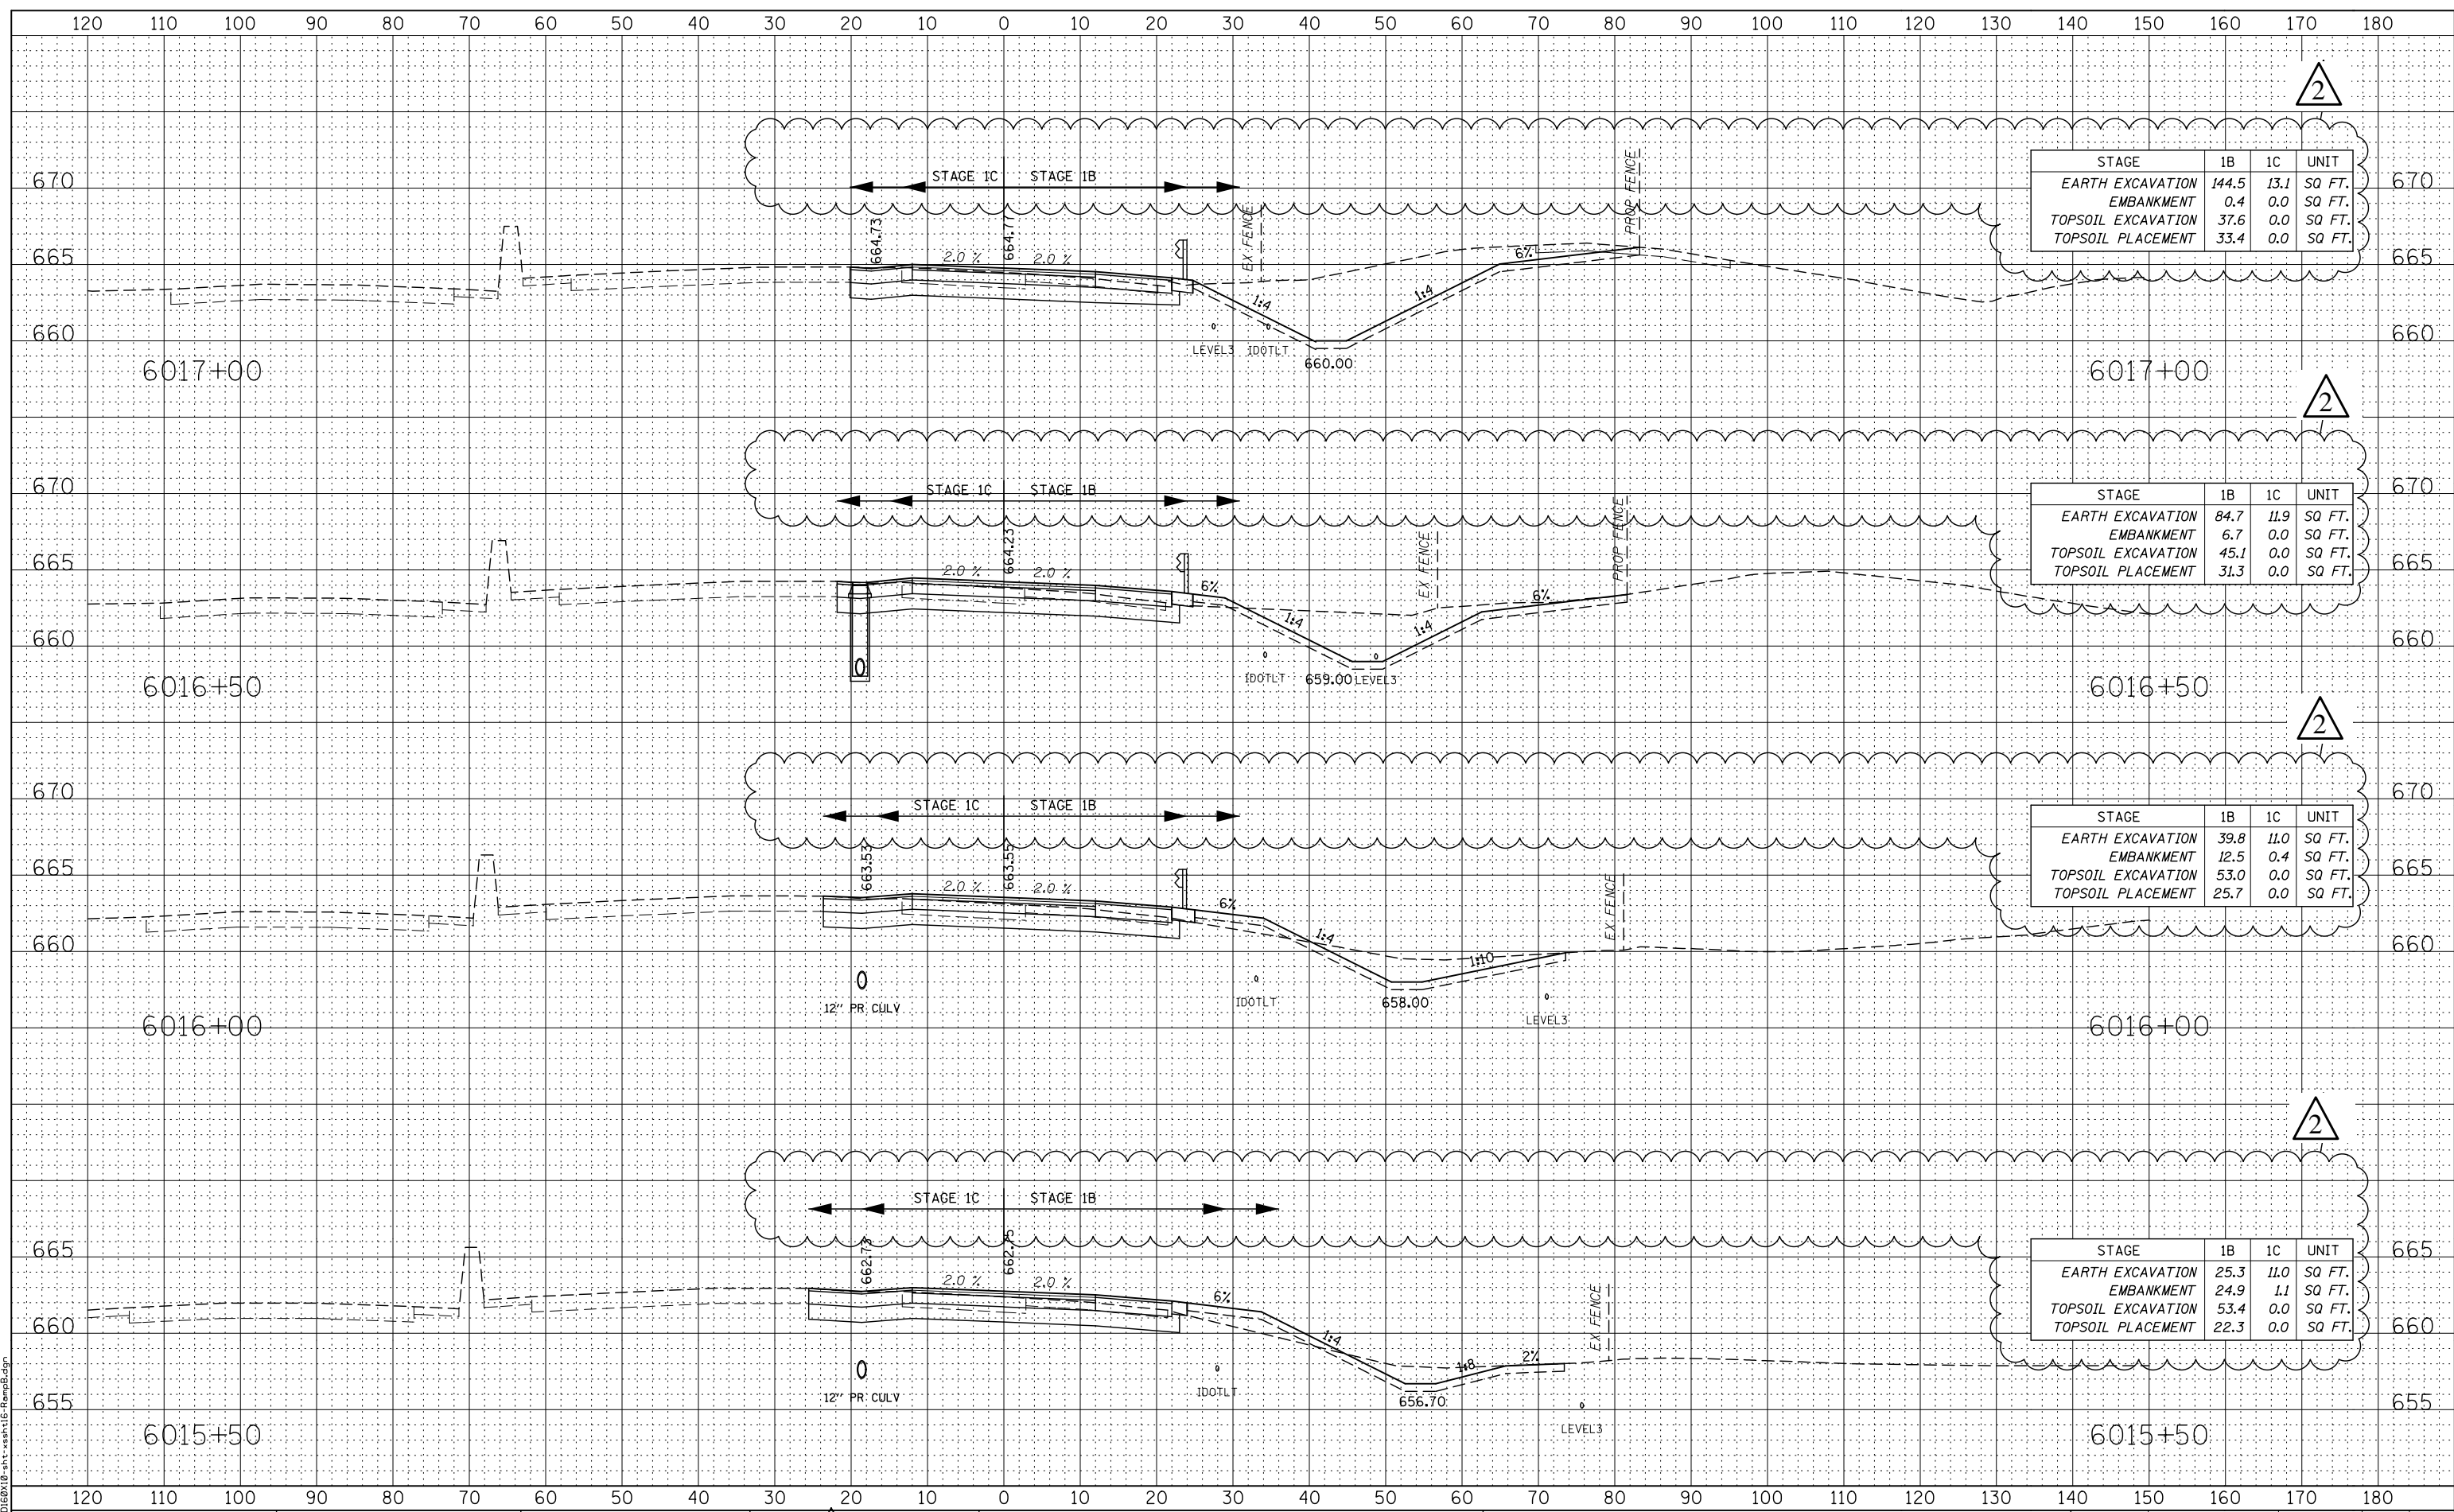 120 110 100 90 80 70 60 50 40 30 20 10 0 10 20 30 40 50 60 70 80 90 100 110 120 130 140 150 160 170 180
2
STAGE 1B 1C UNIT
EARTH EXCAVATION 144.5 13.1 SQ FT.
EMBANKMENT 0.4 0.0 SQ FT.
TOPSOIL EXCAVATION 37.6 0.0 SQ FT.
TOPSOIL PLACEMENT 33.4 0.0 SQ FT.
670 STAGE 1C STAGE 1B 670
664.73 664.77 EX FENCE PROP FENCE
665 2.0 % 2.0 % 6% 665
1:4 1:4
660 660
LEVEL3 IDOTLT 660.00
6017+00 6017+00
2
STAGE 1B 1C UNIT
EARTH EXCAVATION 84.7 11.9 SQ FT.
EMBANKMENT 6.7 0.0 SQ FT.
TOPSOIL EXCAVATION 45.1 0.0 SQ FT.
TOPSOIL PLACEMENT 31.3 0.0 SQ FT.
670 STAGE 1C STAGE 1B 670
664.23 EX FENCE PROP FENCE
665 2.0 % 2.0 % 6% 6% 665
1:4 1:4
660 660
IDOTLT 659.00 LEVEL3
6016+50 6016+50
2
STAGE 1B 1C UNIT
EARTH EXCAVATION 39.8 11.0 SQ FT.
EMBANKMENT 12.5 0.4 SQ FT.
TOPSOIL EXCAVATION 53.0 0.0 SQ FT.
TOPSOIL PLACEMENT 25.7 0.0 SQ FT.
670 STAGE 1C STAGE 1B 670
663.53 663.55 EX FENCE
665 2.0 % 2.0 % 6% 665
1:4 1:10
660 660
12" PR CULV IDOTLT 658.00 LEVEL3
6016+00 6016+00
2
STAGE 1B 1C UNIT
EARTH EXCAVATION 25.3 11.0 SQ FT.
EMBANKMENT 24.9 1.1 SQ FT.
TOPSOIL EXCAVATION 53.4 0.0 SQ FT.
TOPSOIL PLACEMENT 22.3 0.0 SQ FT.
STAGE 1C STAGE 1B
662.73 662.75 EX FENCE
665 2.0 % 2.0 % 6% 665
660 1:4 1:8 2% 660
12" PR CULV IDOTLT 656.70 LEVEL3
655 655
6015+50 6015+50
120 110 100 90 80 70 60 50 40 30 20 10 0 10 20 30 40 50 60 70 80 90 100 110 120 130 140 150 160 170 180